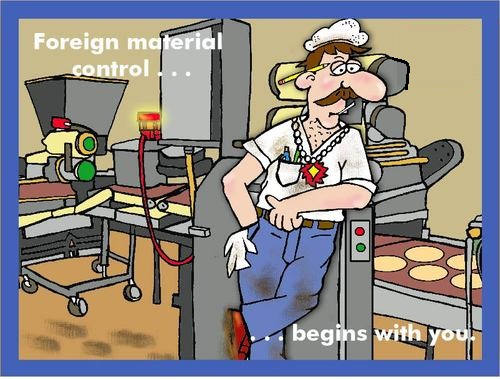 Foreign material
control . . .
. . . begins with you.